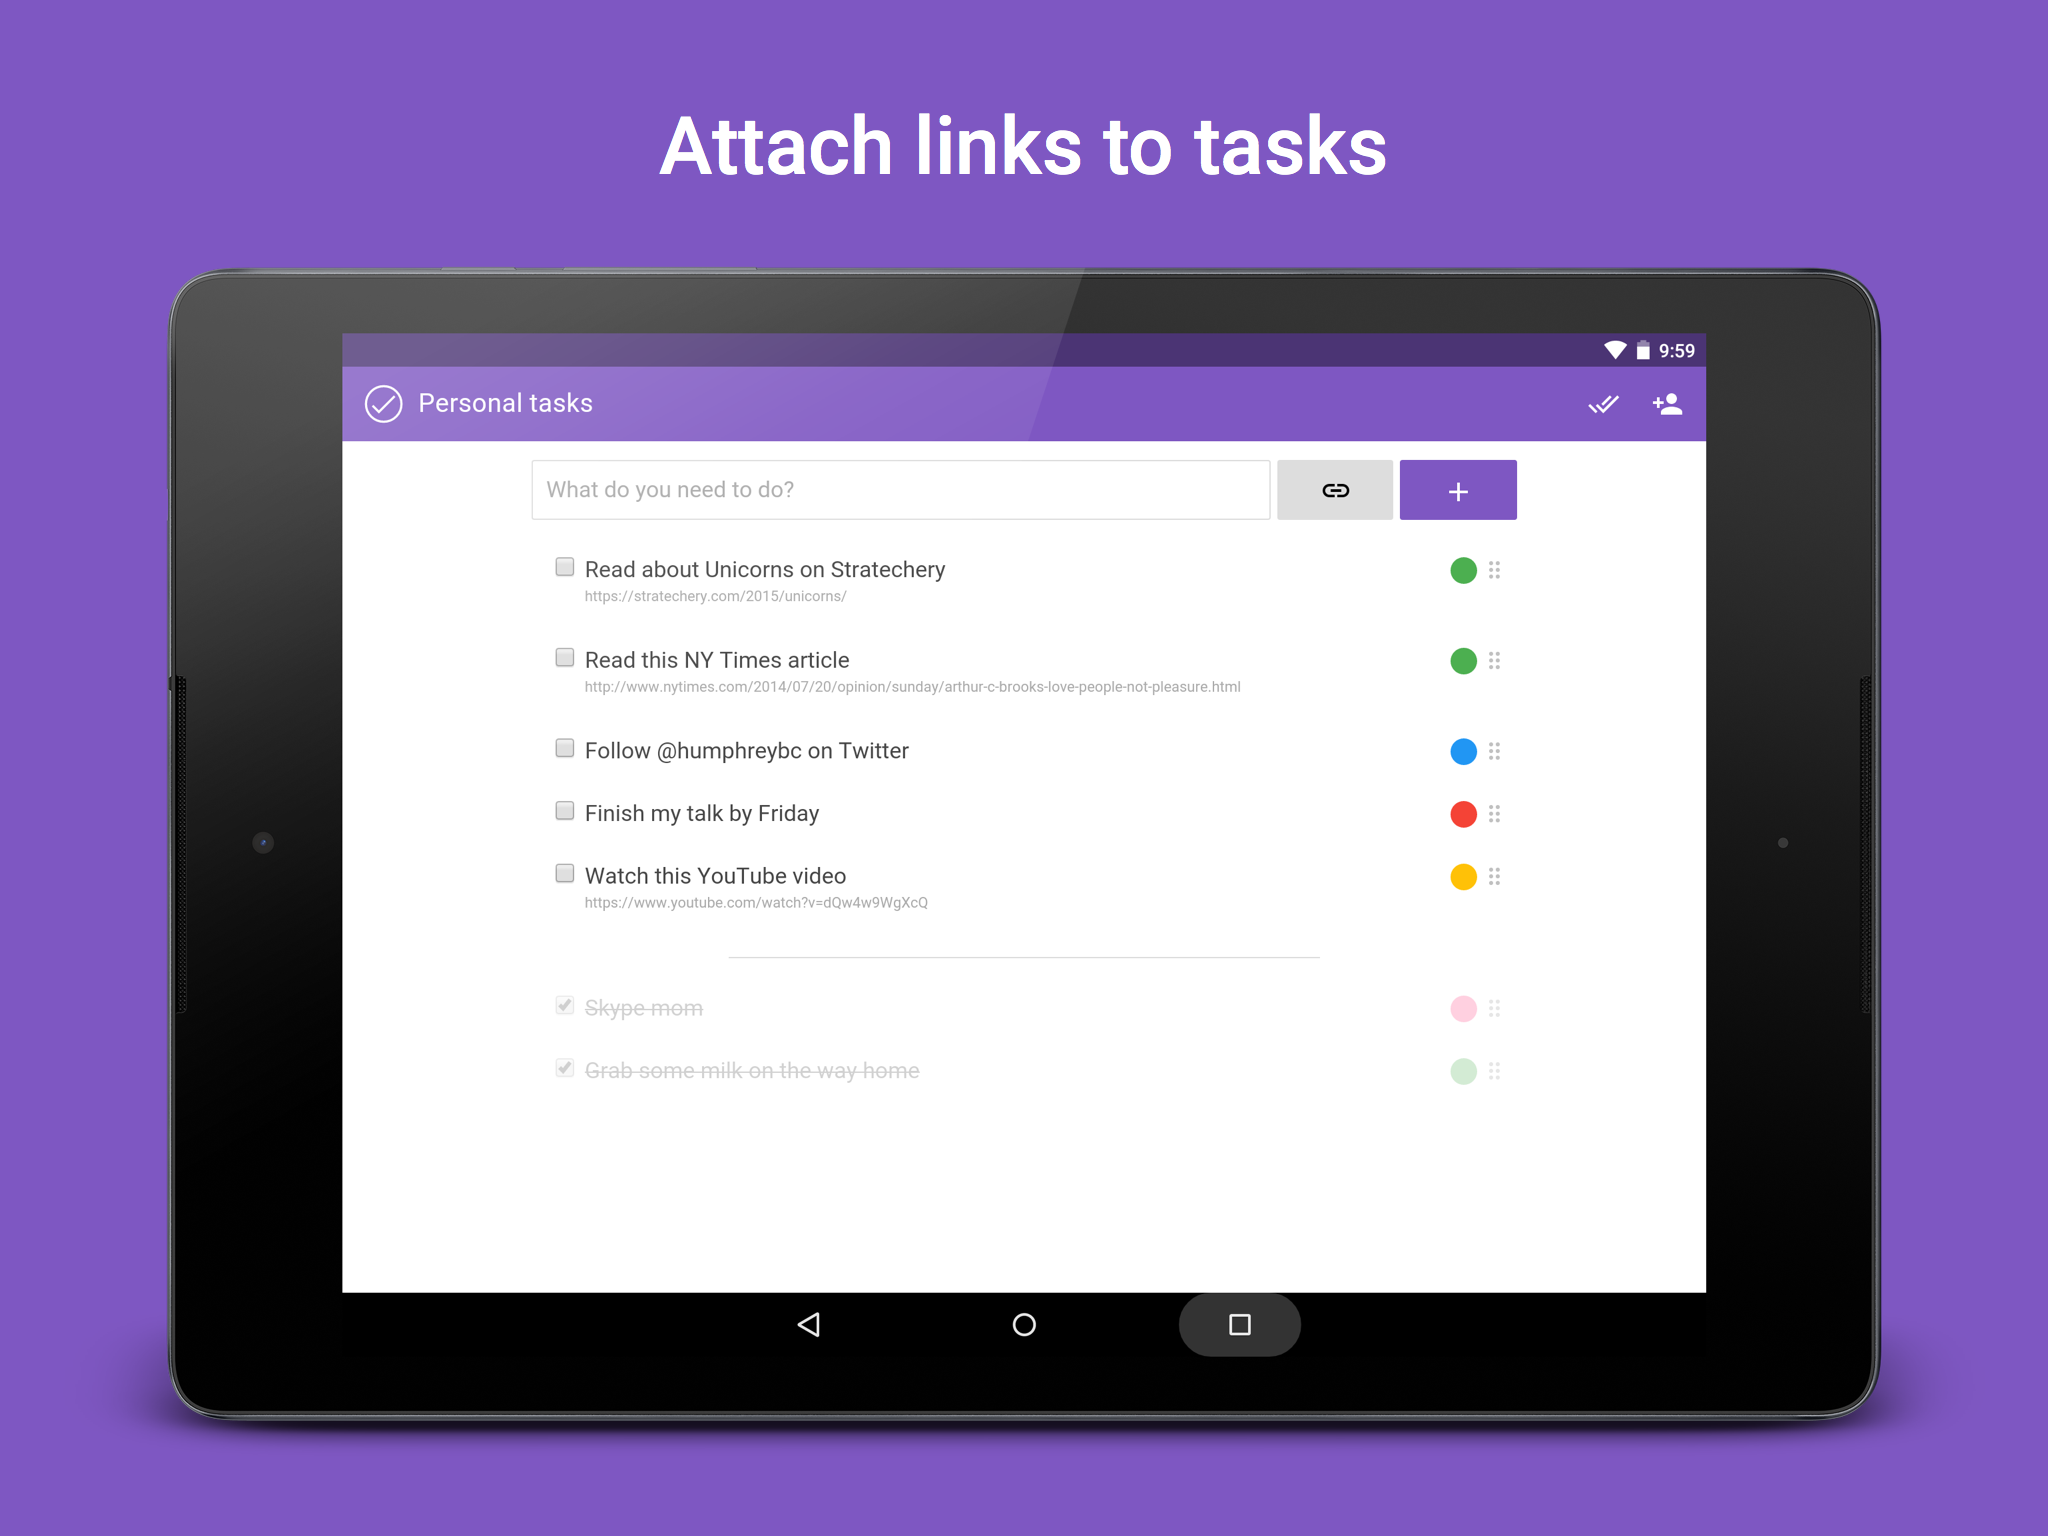 Attach links to tasks
9:59
Personal tasks
What do you need to do?
Read about Unicorns on Stratechery
https://stratechery.com/2015/unicorns/
Read this NY Times article
http://www.nytimes.com/2014/07/20/opinion/sunday/arthur-c-brooks-love-people-not-pleasure.html
Follow @humphreybc on Twitter
Finish my talk by Friday
Watch this YouTube video
https://www.youtube.com/watch?v=dQw4w9WgXcQ
Skype mom
Grab some milk on the way home